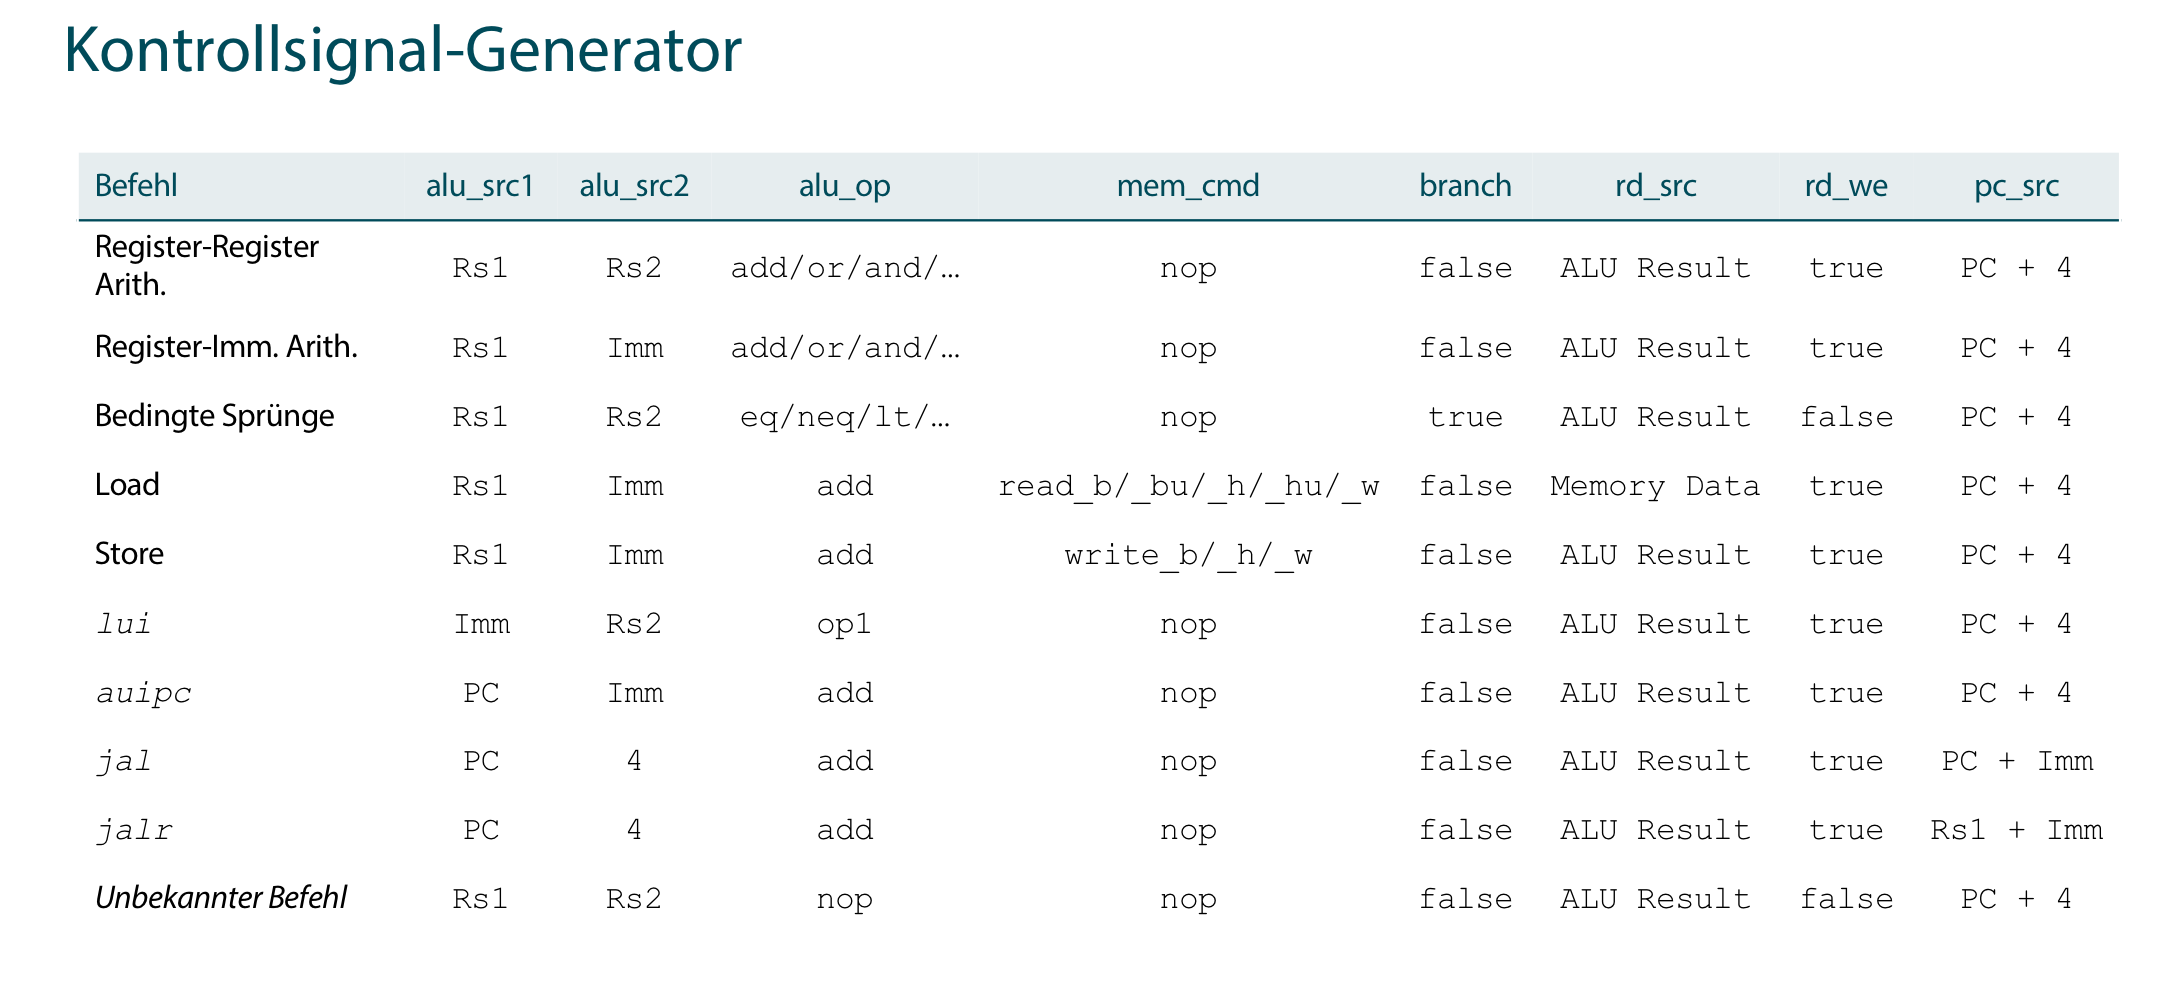 Kontrollsignal-Generator
Befehl alu_src1 alu_src2 alu_op mem_cmd branch rd_src rd_we pc_src
Register-Register
Arith. Rs1 Rs2 add/or/and/… nop false ALU Result true PC + 4
Register-Imm. Arith. Rs1 Imm add/or/and/… nop false ALU Result true PC + 4
Bedingte Sprünge Rs1 Rs2 eq/neq/lt/… nop true ALU Result false PC + 4
Load Rs1 Imm add read_b/_bu/_h/_hu/_w false Memory Data true PC + 4
Store Rs1 Imm add write_b/_h/_w false ALU Result true PC + 4
lui Imm Rs2 op1 nop false ALU Result true PC + 4
auipc PC Imm add nop false ALU Result true PC + 4
jal PC 4 add nop false ALU Result true PC + Imm
jalr PC 4 add nop false ALU Result true Rs1 + Imm
Unbekannter Befehl Rs1 Rs2 nop nop false ALU Result false PC + 4